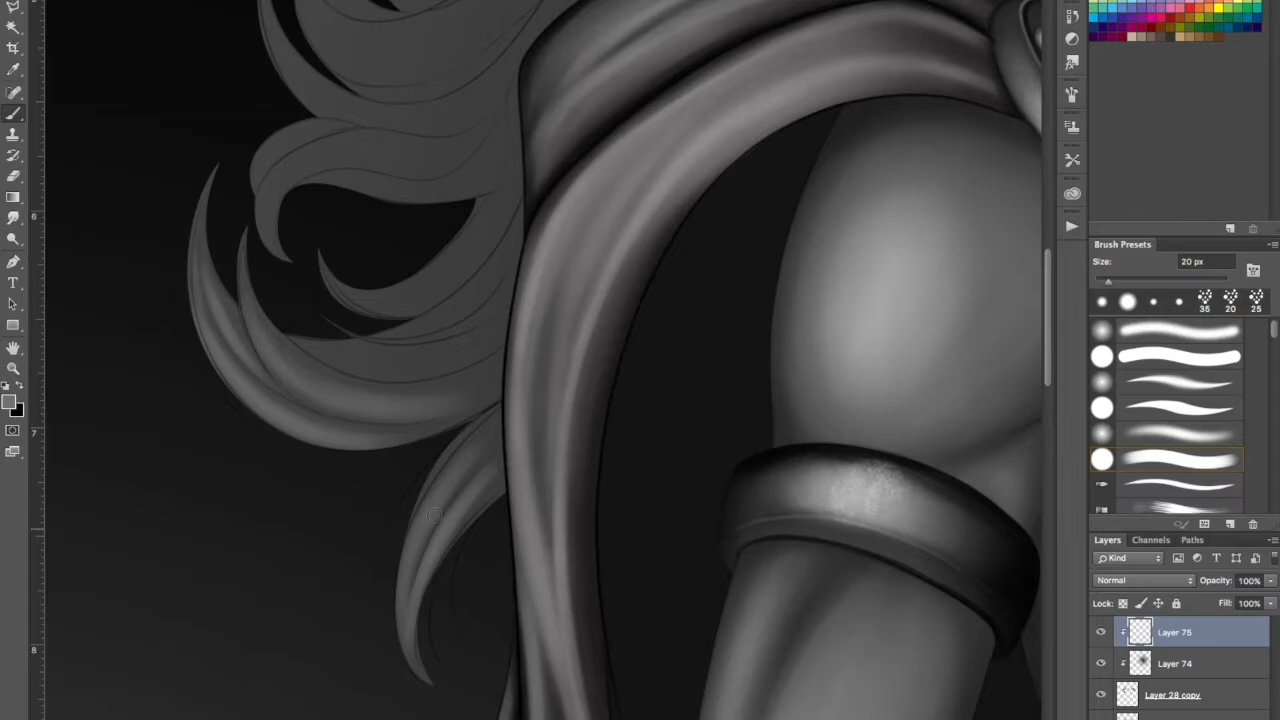 6
7
8
Brush Presets
Size: 20 px
35 20 25
Layers Channels Paths
Kind
Normal Opacity: 100%
Lock: Fill: 100%
Layer 75
Layer 74
Layer 28 copy